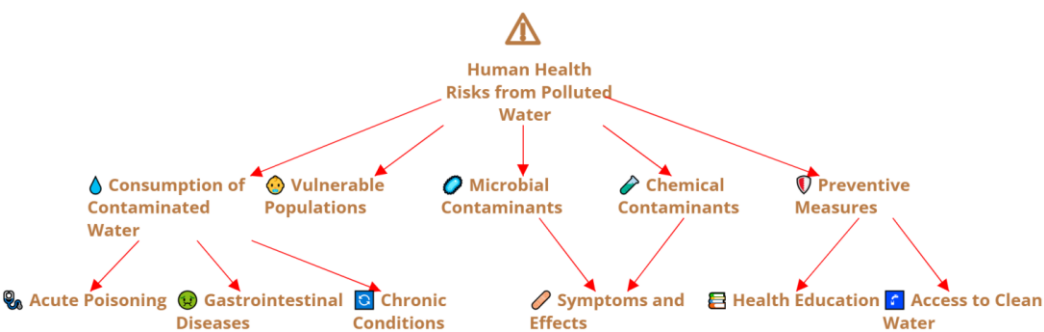 Human Health
Risks from Polluted
Water
Consumption of
Contaminated
Water
Vulnerable
Populations
Microbial
Contaminants
Chemical
Contaminants
Preventive
Measures
Acute Poisoning
Gastrointestinal
Diseases
Chronic
Conditions
Symptoms and
Effects
Health Education
Access to Clean
Water